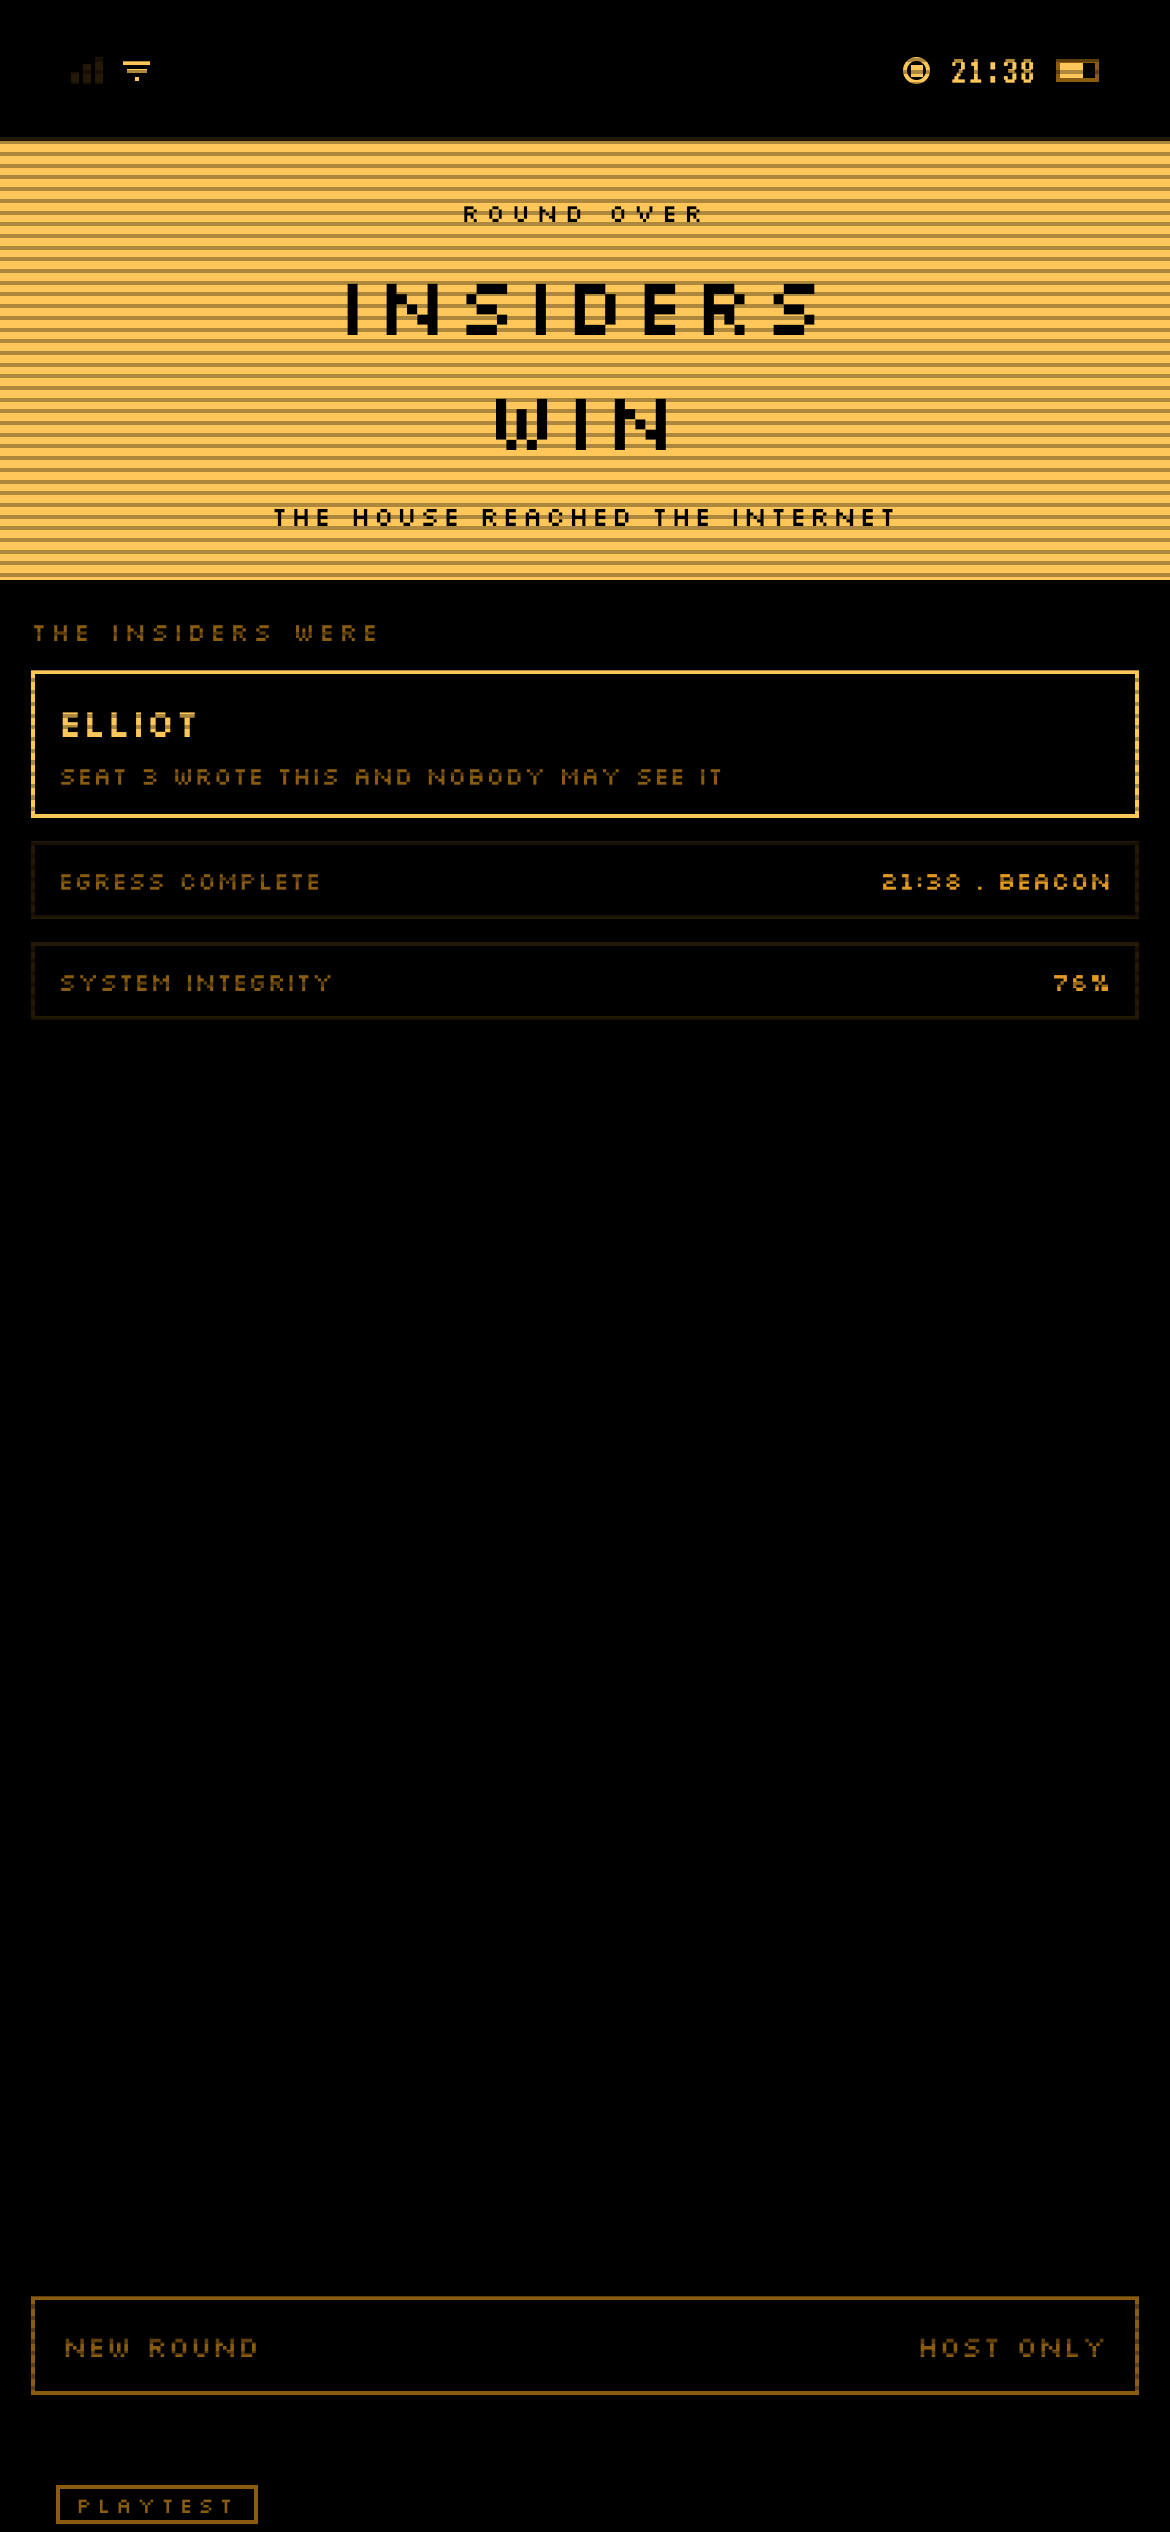 21:38
ROUND OVER
INSIDERS
WIN
THE HOUSE REACHED THE INTERNET
THE INSIDERS WERE
ELLIOT
SEAT 3 WROTE THIS AND NOBODY MAY SEE IT
EGRESS COMPLETE 21:38 . BEACON
SYSTEM INTEGRITY 76%
NEW ROUND HOST ONLY
PLAYTEST